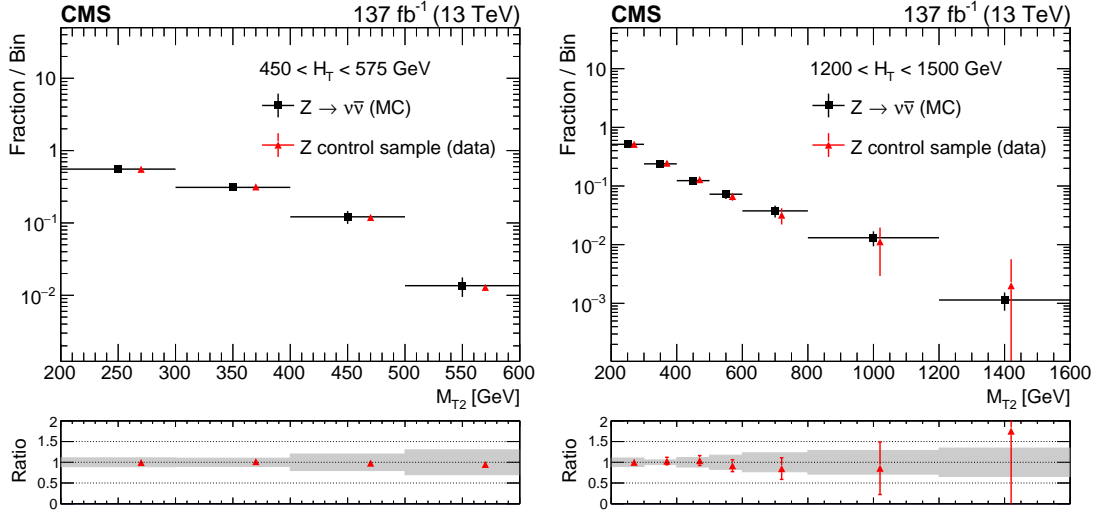 CMS 137 fb⁻¹ (13 TeV)
Fraction / Bin
10
1
10⁻¹
10⁻²
450 < H_T < 575 GeV
Z → νν̄ (MC)
Z control sample (data)
200 250 300 350 400 450 500 550 600
M_T2 [GeV]
Ratio
2
1.5
1
0.5
0
CMS 137 fb⁻¹ (13 TeV)
Fraction / Bin
10
1
10⁻¹
10⁻²
10⁻³
1200 < H_T < 1500 GeV
Z → νν̄ (MC)
Z control sample (data)
200 400 600 800 1000 1200 1400 1600
M_T2 [GeV]
Ratio
2
1.5
1
0.5
0